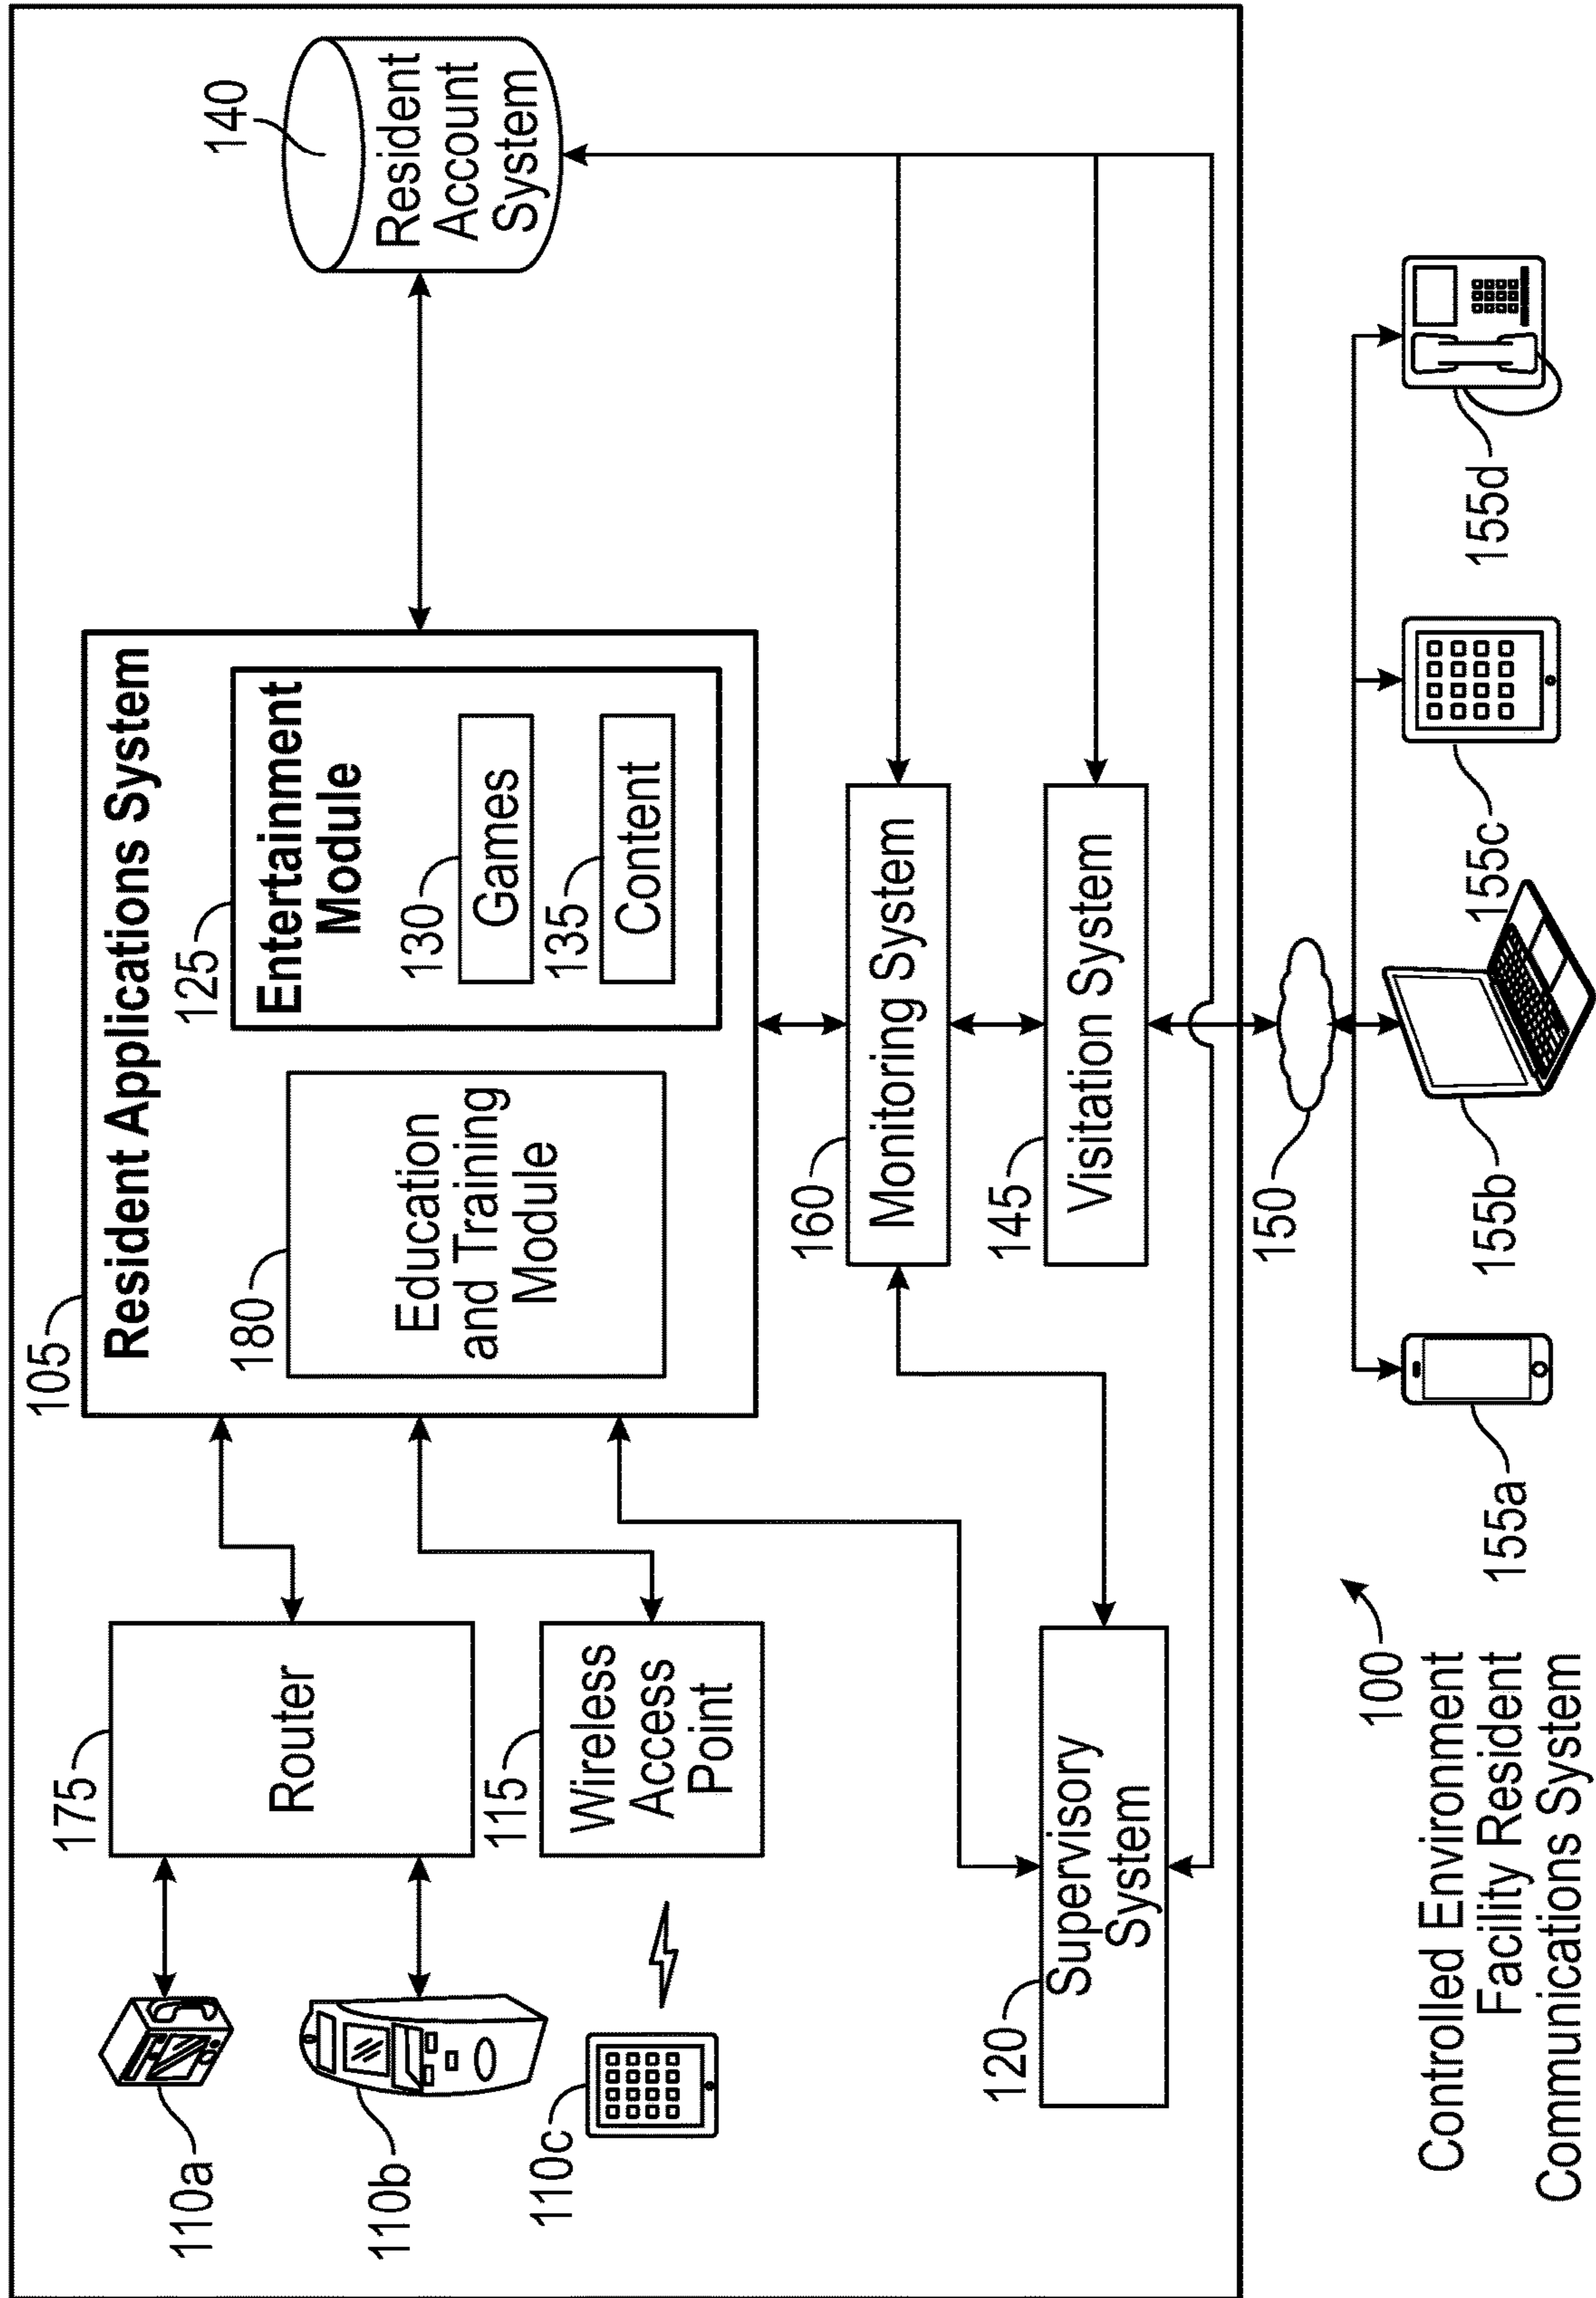 105
Resident Applications System
180
Education
and Training
Module
125
Entertainment
Module
130
Games
135
Content
140
Resident
Account
System
175
Router
115
Wireless
Access
Point
110a
110b
110c
160
Monitoring System
145
Visitation System
120
Supervisory
System
150
155a
155b
155c
155d
100
Controlled Environment
Facility Resident
Communications System